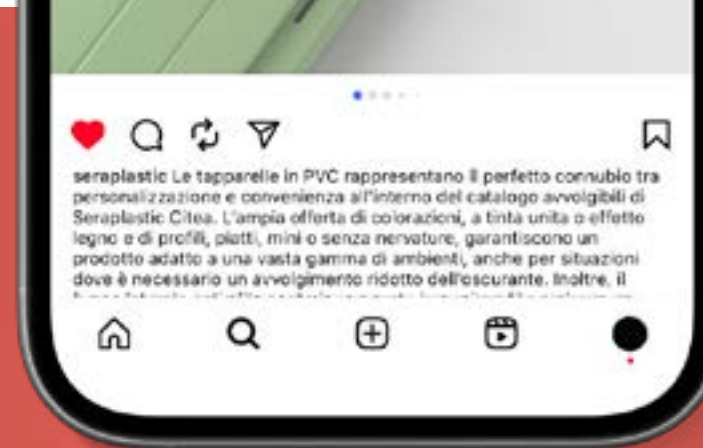 seraplastic Le tapparelle in PVC rappresentano il perfetto connubio tra
personalizzazione e convenienza all'interno del catalogo avvolgibili di
Seraplastic Citea. L'ampia offerta di colorazioni, a tinta unita o effetto
legno e di profili, piatti, mini o senza nervature, garantiscono un
prodotto adatto a una vasta gamma di ambienti, anche per situazioni
dove è necessario un avvolgimento ridotto dell'oscurante. Inoltre, il